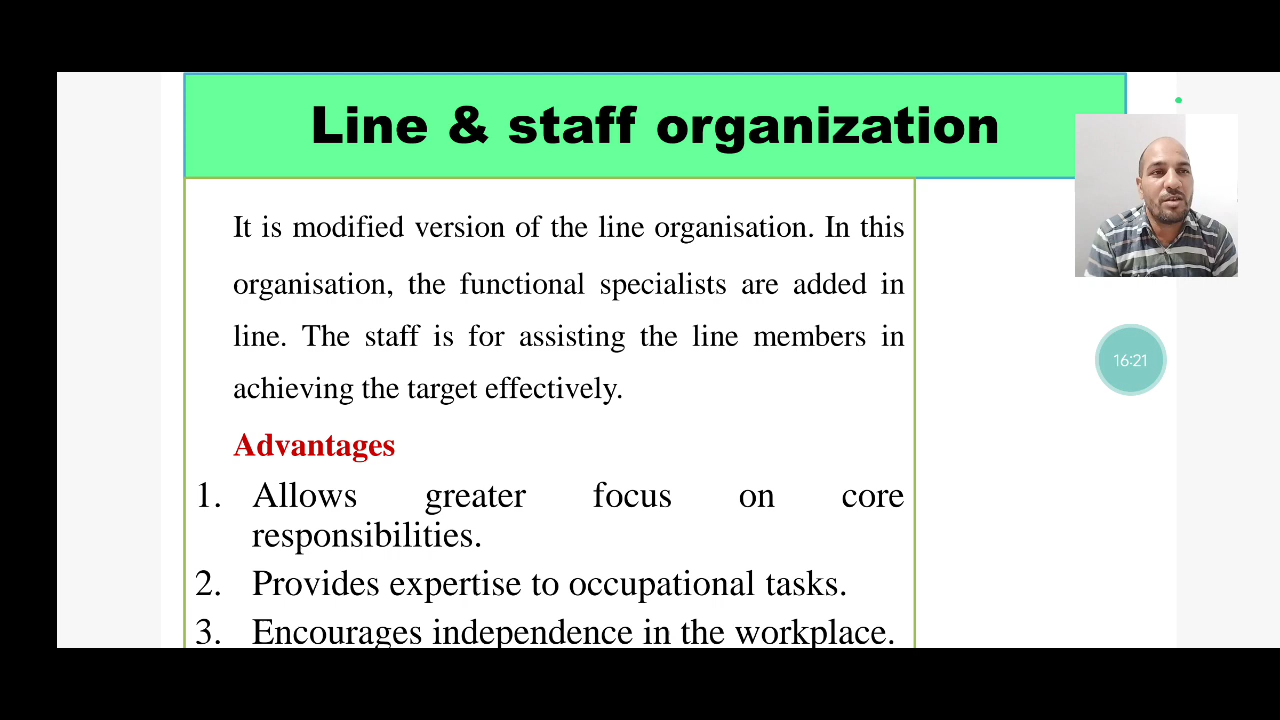 Line & staff organization
It is modified version of the line organisation. In this
organisation, the functional specialists are added in
line. The staff is for assisting the line members in
achieving the target effectively.
Advantages
1. Allows greater focus on core
responsibilities.
2. Provides expertise to occupational tasks.
3. Encourages independence in the workplace.
16:21